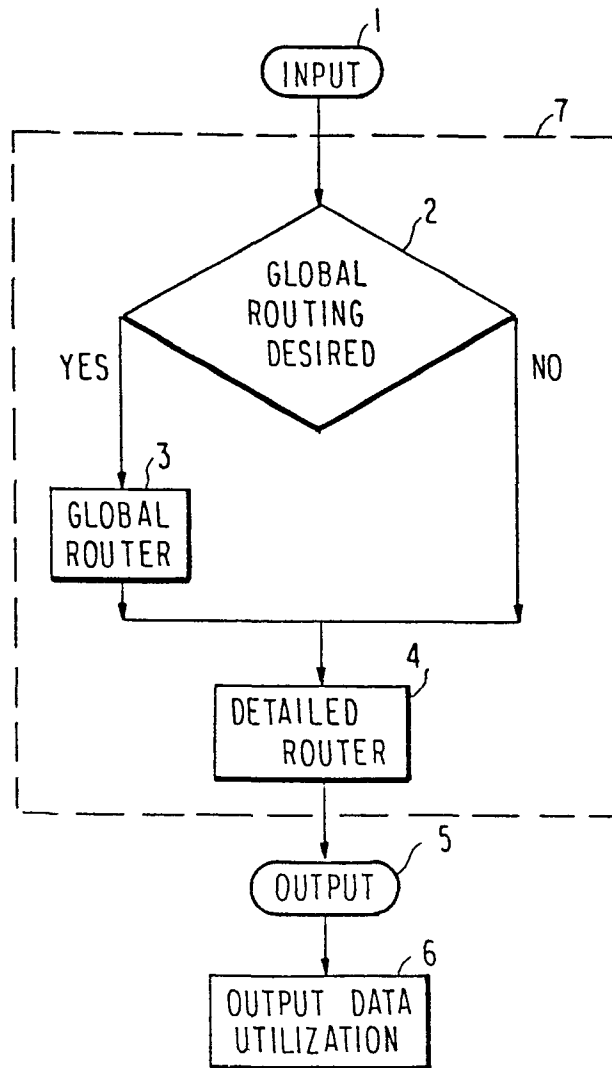 1
INPUT
7
2
GLOBAL
ROUTING
DESIRED
YES
NO
3
GLOBAL
ROUTER
4
DETAILED
ROUTER
5
OUTPUT
6
OUTPUT DATA
UTILIZATION